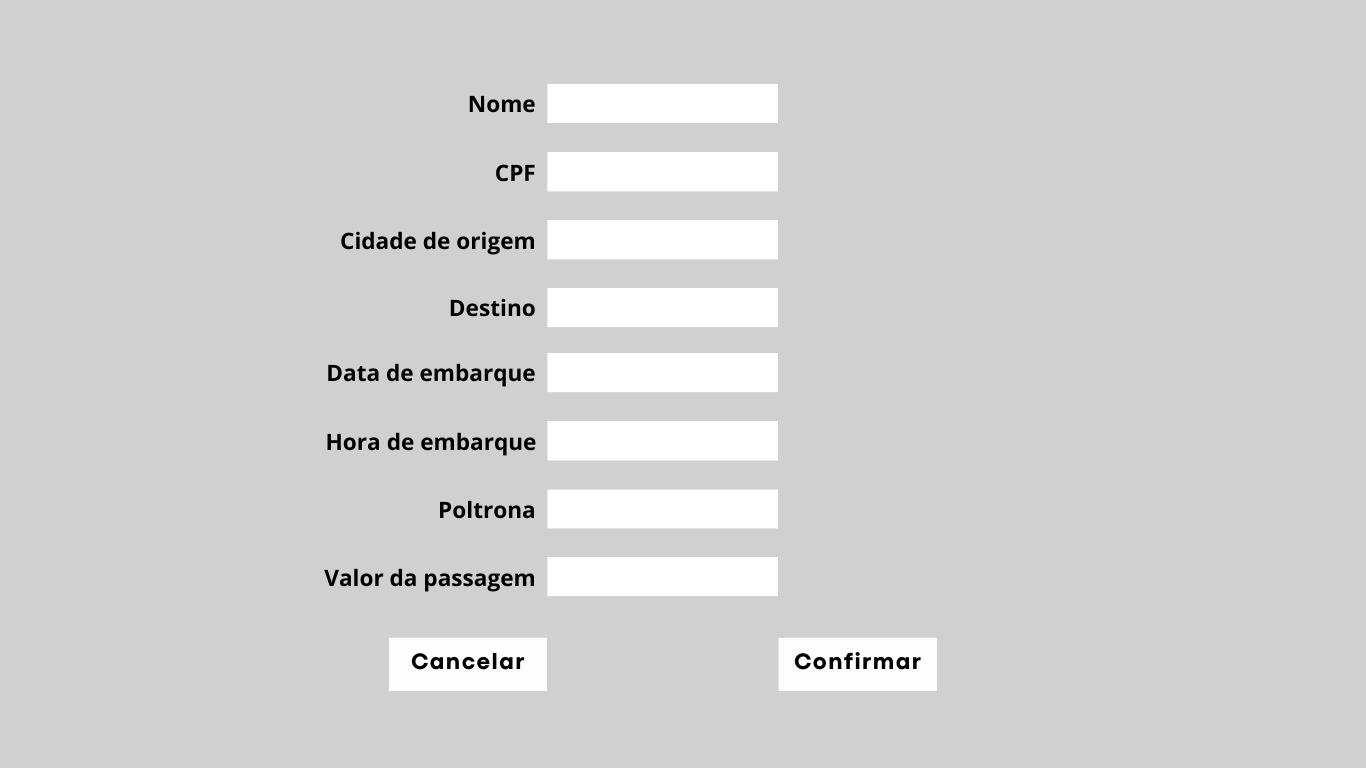 Nome
CPF
Cidade de origem
Destino
Data de embarque
Hora de embarque
Poltrona
Valor da passagem
Cancelar
Confirmar